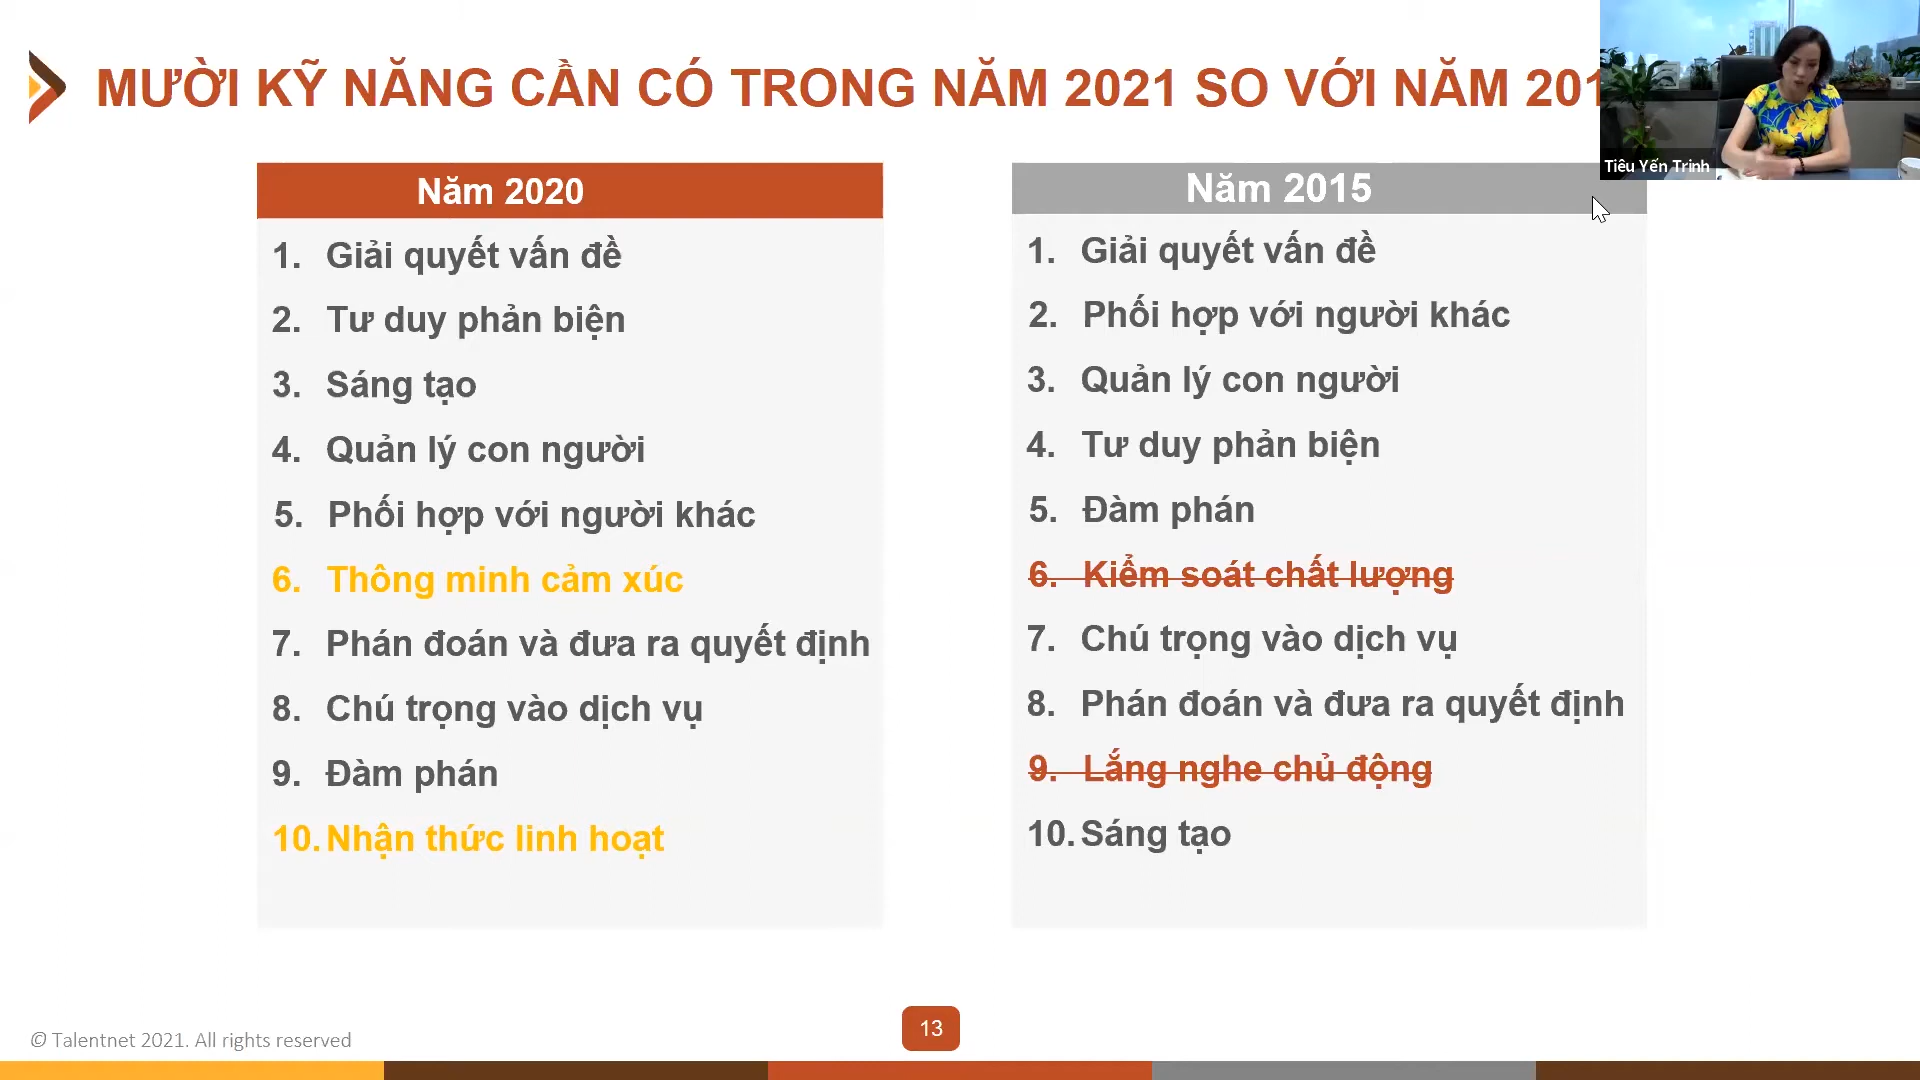 MƯỜI KỸ NĂNG CẦN CÓ TRONG NĂM 2021 SO VỚI NĂM 201
Tiêu Yến Trinh
Năm 2020
1. Giải quyết vấn đề
2. Tư duy phản biện
3. Sáng tạo
4. Quản lý con người
5. Phối hợp với người khác
6. Thông minh cảm xúc
7. Phán đoán và đưa ra quyết định
8. Chú trọng vào dịch vụ
9. Đàm phán
10. Nhận thức linh hoạt
Năm 2015
1. Giải quyết vấn đề
2. Phối hợp với người khác
3. Quản lý con người
4. Tư duy phản biện
5. Đàm phán
6. Kiểm soát chất lượng
7. Chú trọng vào dịch vụ
8. Phán đoán và đưa ra quyết định
9. Lắng nghe chủ động
10. Sáng tạo
© Talentnet 2021. All rights reserved
13